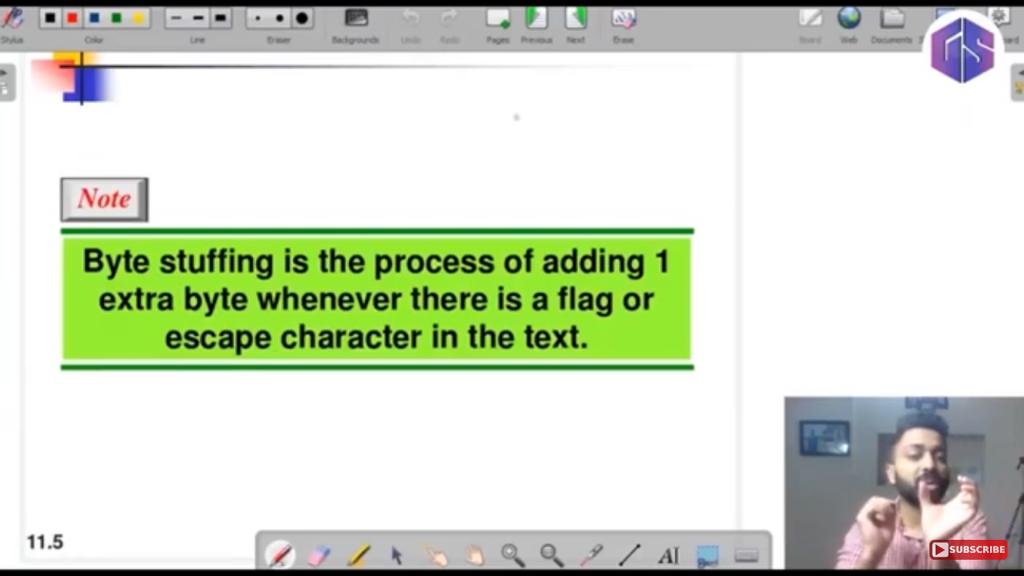 Stylus Color Line Eraser Backgrounds Undo Redo Pages Previous Next Erase Board Web Documents
GS
Note
Byte stuffing is the process of adding 1
extra byte whenever there is a flag or
escape character in the text.
11.5
AI
SUBSCRIBE